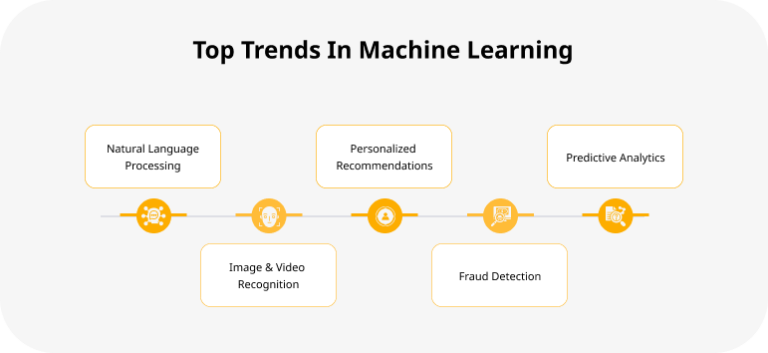 Top Trends In Machine Learning
Natural Language
Processing
Image & Video
Recognition
Personalized
Recommendations
Fraud Detection
Predictive Analytics